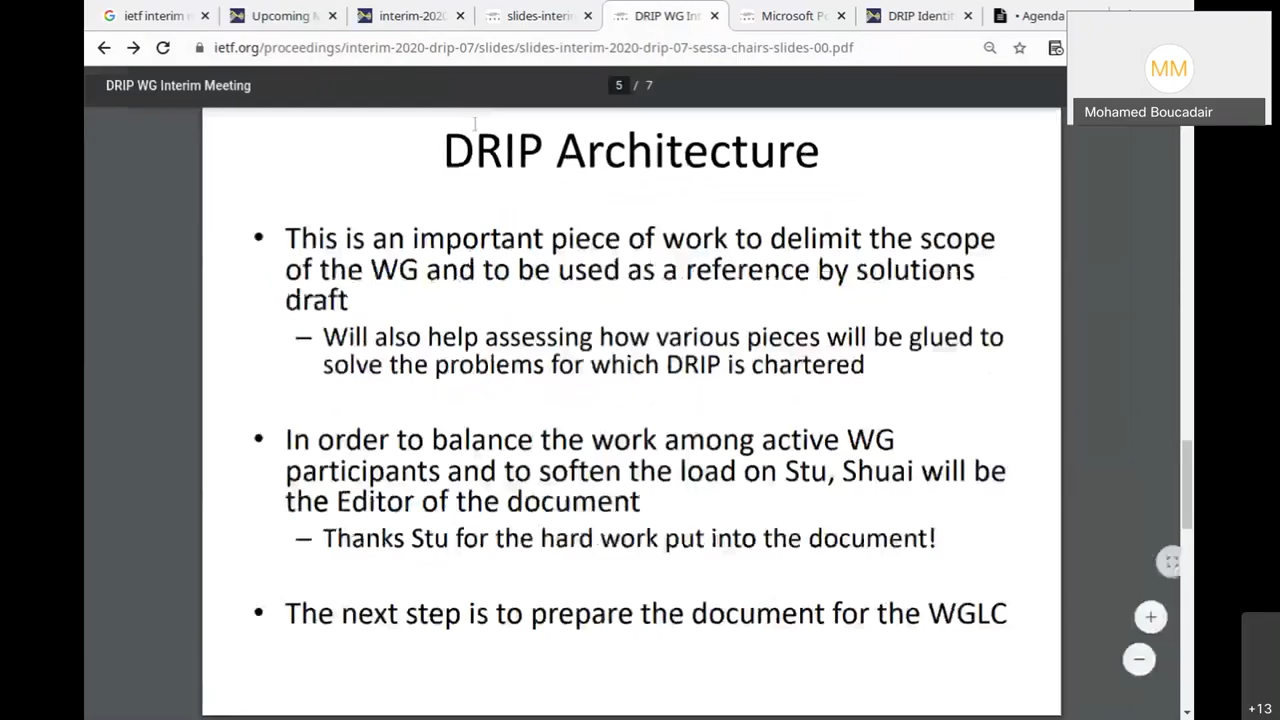 ietf interim
Upcoming M
interim-202
slides-interi
DRIP WG In
Microsoft P
DRIP Identi
• Agenda
ietf.org/proceedings/interim-2020-drip-07/slides/slides-interim-2020-drip-07-sessa-chairs-slides-00.pdf
MM
Mohamed Boucadair
DRIP WG Interim Meeting
5 / 7
DRIP Architecture
• This is an important piece of work to delimit the scope
of the WG and to be used as a reference by solutions
draft
– Will also help assessing how various pieces will be glued to
solve the problems for which DRIP is chartered
• In order to balance the work among active WG
participants and to soften the load on Stu, Shuai will be
the Editor of the document
– Thanks Stu for the hard work put into the document!
• The next step is to prepare the document for the WGLC
+13